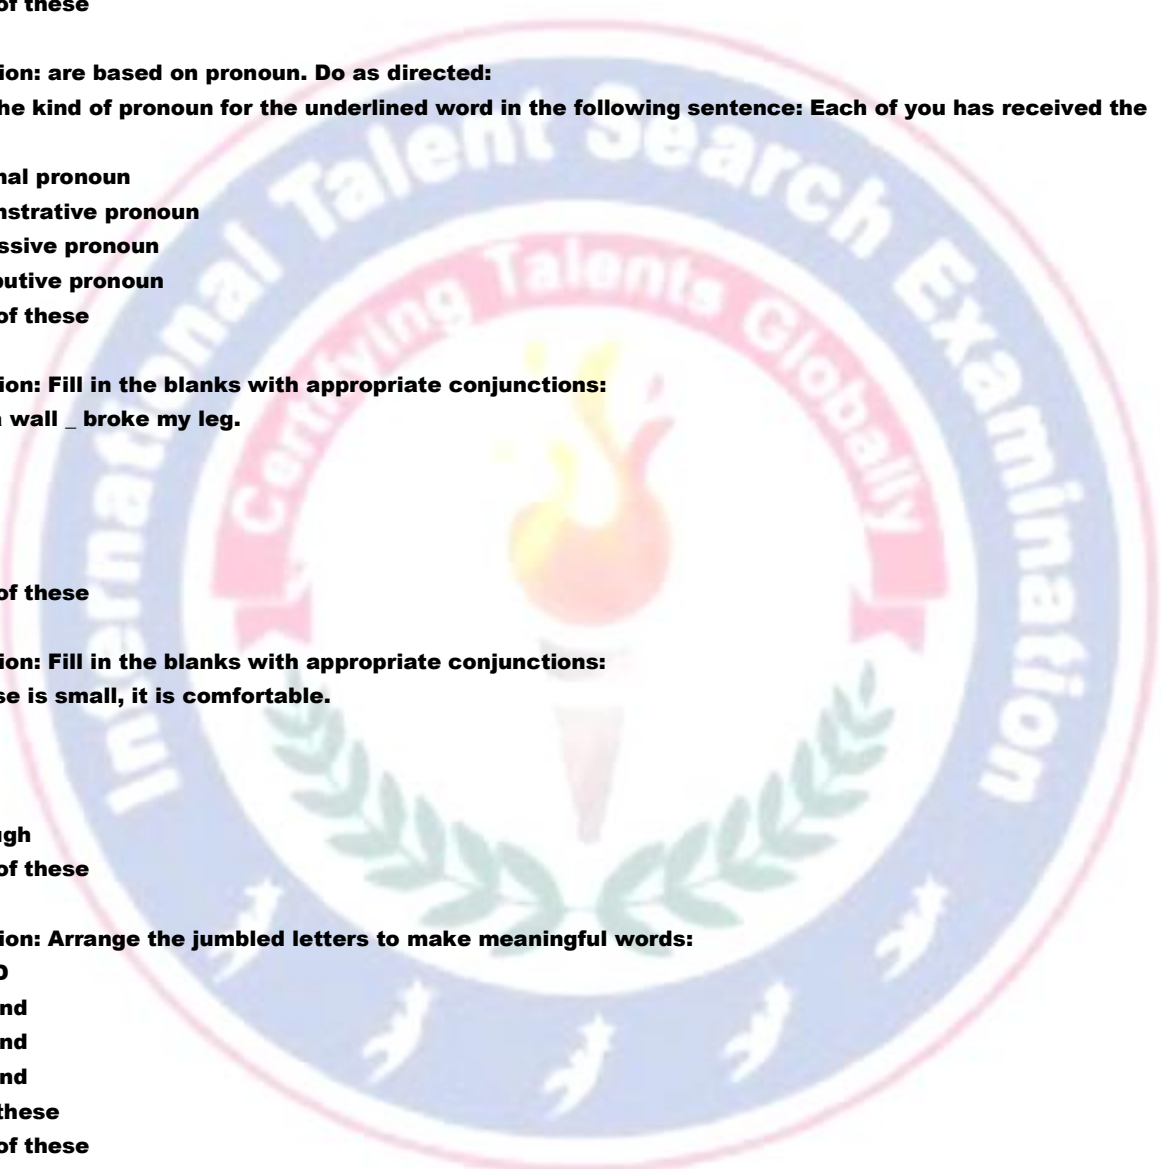 of these
ion: are based on pronoun. Do as directed:
he kind of pronoun for the underlined word in the following sentence: Each of you has received the
nal pronoun
nstrative pronoun
ssive pronoun
butive pronoun
of these
ion: Fill in the blanks with appropriate conjunctions:
a wall _ broke my leg.
of these
ion: Fill in the blanks with appropriate conjunctions:
se is small, it is comfortable.
ugh
of these
ion: Arrange the jumbled letters to make meaningful words:
D
nd
nd
nd
these
of these
International Talent Search Examination
Certifying Talents Globally